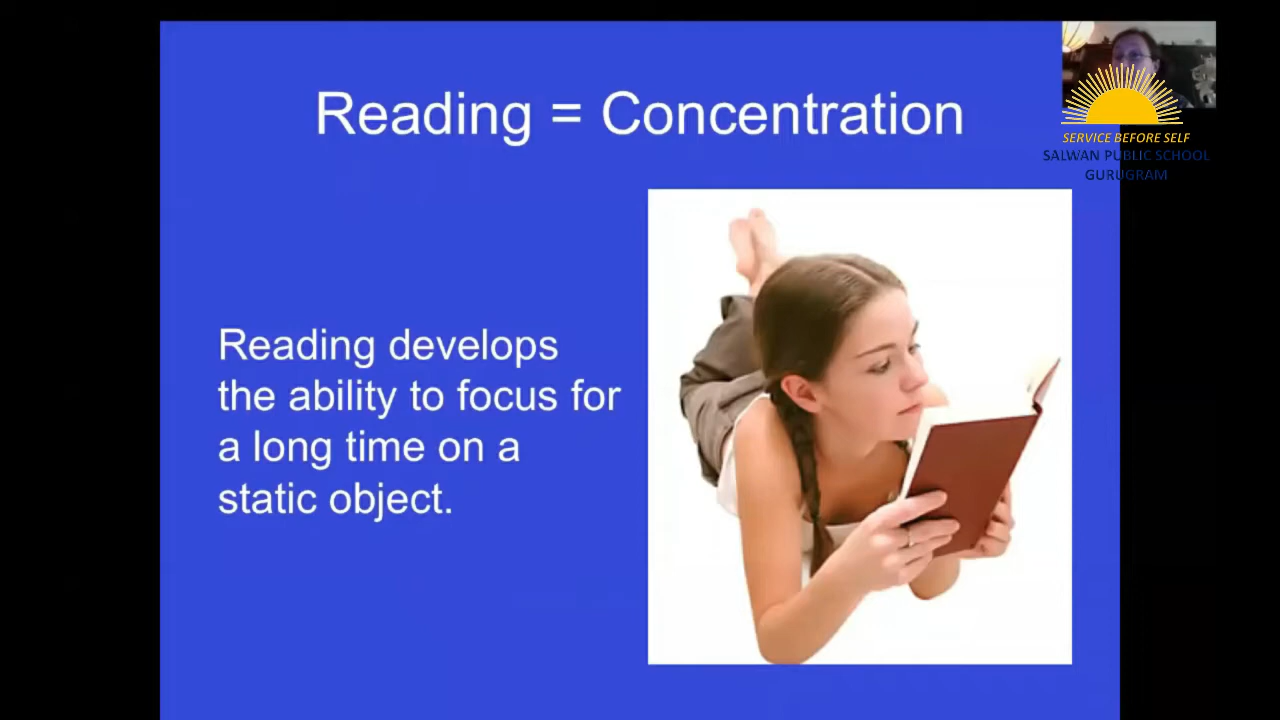 Reading = Concentration
SERVICE BEFORE SELF
SALWAN PUBLIC SCHOOL
GURUGRAM
Reading develops
the ability to focus for
a long time on a
static object.